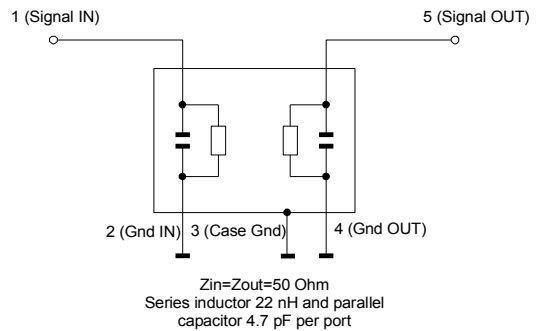 1 (Signal IN)
5 (Signal OUT)
2 (Gnd IN)
3 (Case Gnd)
4 (Gnd OUT)
Zin=Zout=50 Ohm
Series inductor 22 nH and parallel
capacitor 4.7 pF per port